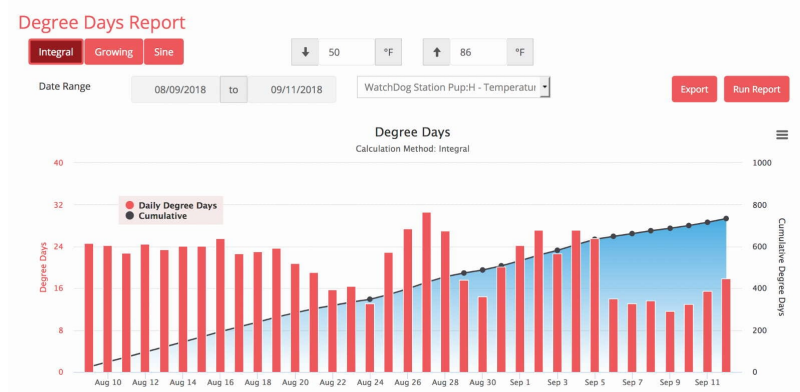 Degree Days Report
Integral Growing Sine
50 °F 86 °F
Date Range 08/09/2018 to 09/11/2018 WatchDog Station Pup:H - Temperatur
Export Run Report
Degree Days
Calculation Method: Integral
40 1000
32 800
24 600
16 400
8 200
0 0
Degree Days
Cumulative Degree Days
Daily Degree Days
Cumulative
Aug 10 Aug 12 Aug 14 Aug 16 Aug 18 Aug 20 Aug 22 Aug 24 Aug 26 Aug 28 Aug 30 Sep 1 Sep 3 Sep 5 Sep 7 Sep 9 Sep 11